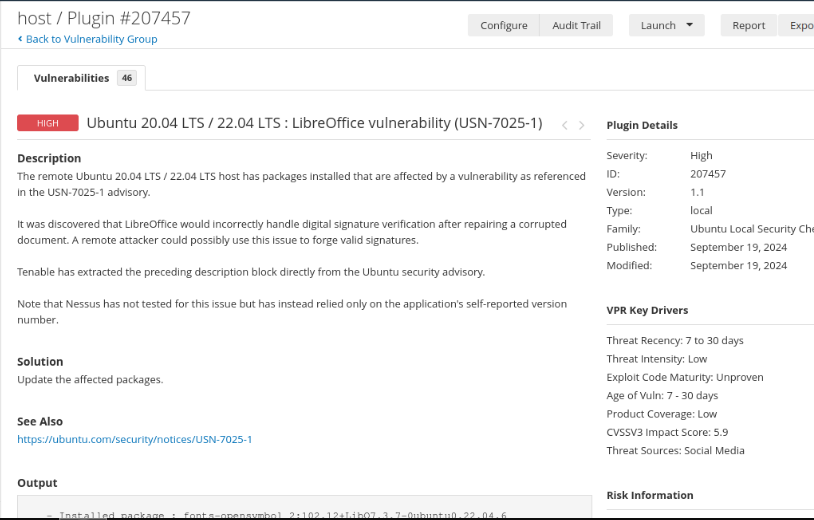 host / Plugin #207457
Configure
Audit Trail
Launch
Report
Expo
Back to Vulnerability Group
Vulnerabilities 46
HIGH
Ubuntu 20.04 LTS / 22.04 LTS : LibreOffice vulnerability (USN-7025-1)
Description
The remote Ubuntu 20.04 LTS / 22.04 LTS host has packages installed that are affected by a vulnerability as referenced
in the USN-7025-1 advisory.
It was discovered that LibreOffice would incorrectly handle digital signature verification after repairing a corrupted
document. A remote attacker could possibly use this issue to forge valid signatures.
Tenable has extracted the preceding description block directly from the Ubuntu security advisory.
Note that Nessus has not tested for this issue but has instead relied only on the application's self-reported version
number.
Solution
Update the affected packages.
See Also
https://ubuntu.com/security/notices/USN-7025-1
Output
- Installed package : fonts-opensymbol_2:102.12+LibO7.3.7-0ubuntu0.22.04.6
Plugin Details
Severity: High
ID: 207457
Version: 1.1
Type: local
Family: Ubuntu Local Security Che
Published: September 19, 2024
Modified: September 19, 2024
VPR Key Drivers
Threat Recency: 7 to 30 days
Threat Intensity: Low
Exploit Code Maturity: Unproven
Age of Vuln: 7 - 30 days
Product Coverage: Low
CVSSV3 Impact Score: 5.9
Threat Sources: Social Media
Risk Information